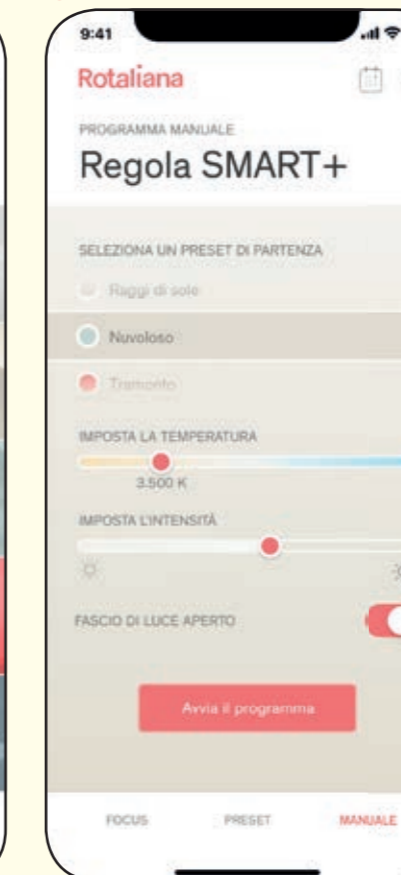 9:41
Rotaliana
PROGRAMMA MANUALE
Regola SMART+
SELEZIONA UN PRESET DI PARTENZA
Raggi di sole
Nuvoloso
Tramonto
IMPOSTA LA TEMPERATURA
3.500 K
IMPOSTA L'INTENSITÀ
FASCIO DI LUCE APERTO
Avvia il programma
FOCUS PRESET MANUALE